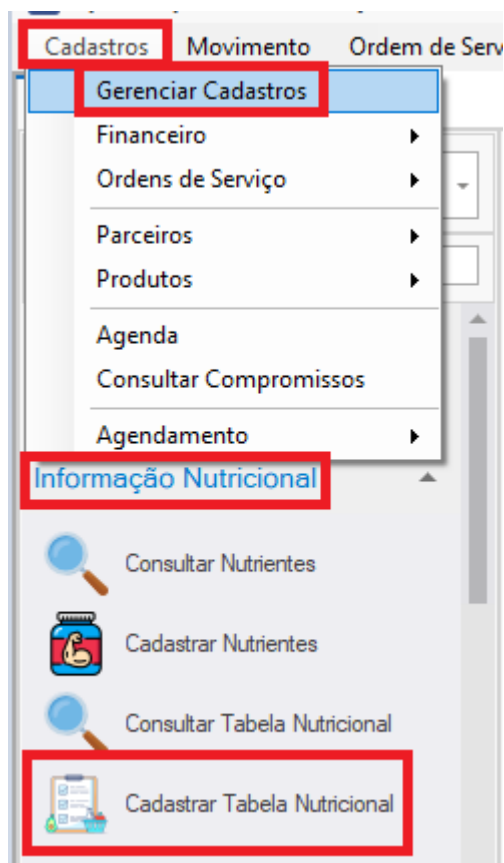 Cadastros Movimento Ordem de Serv
Gerenciar Cadastros
Financeiro
Ordens de Serviço
Parceiros
Produtos
Agenda
Consultar Compromissos
Agendamento
Informação Nutricional
Consultar Nutrientes
Cadastrar Nutrientes
Consultar Tabela Nutricional
Cadastrar Tabela Nutricional